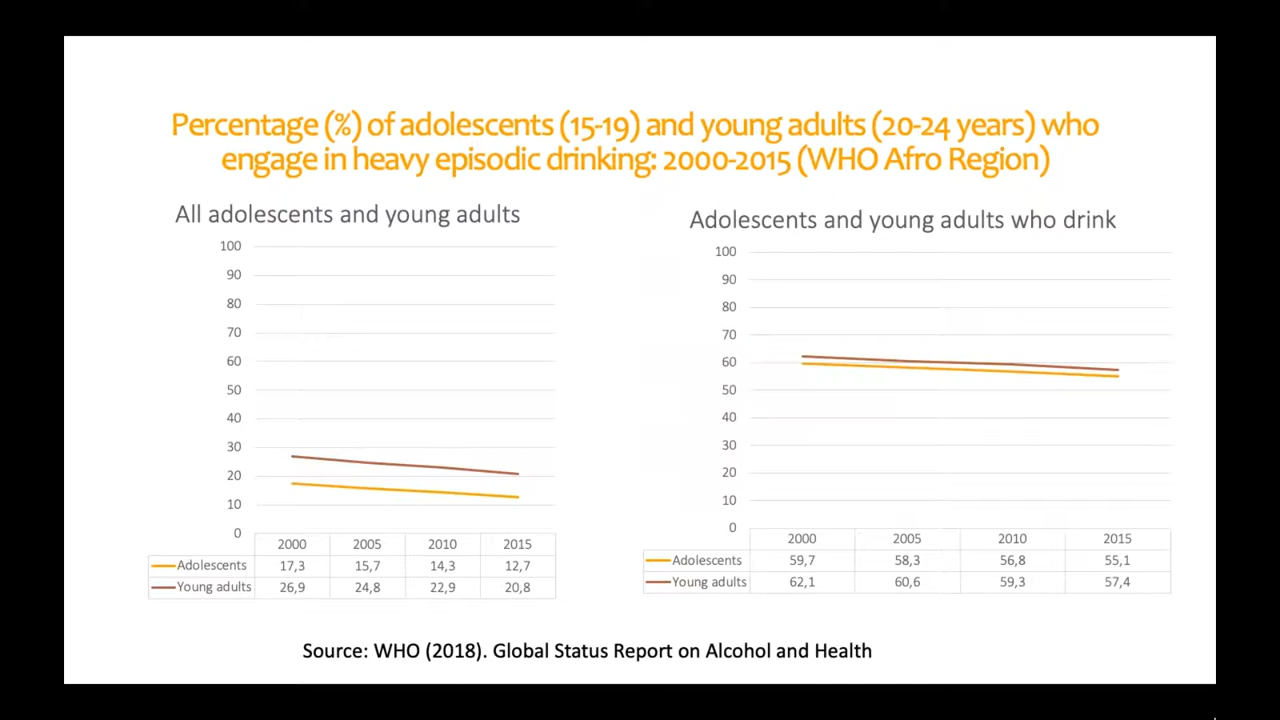 Percentage (%) of adolescents (15-19) and young adults (20-24 years) who
engage in heavy episodic drinking: 2000-2015 (WHO Afro Region)
All adolescents and young adults
100
90
80
70
60
50
40
30
20
10
0
2000 2005 2010 2015
Adolescents 17,3 15,7 14,3 12,7
Young adults 26,9 24,8 22,9 20,8
Adolescents and young adults who drink
100
90
80
70
60
50
40
30
20
10
0
2000 2005 2010 2015
Adolescents 59,7 58,3 56,8 55,1
Young adults 62,1 60,6 59,3 57,4
Source: WHO (2018). Global Status Report on Alcohol and Health